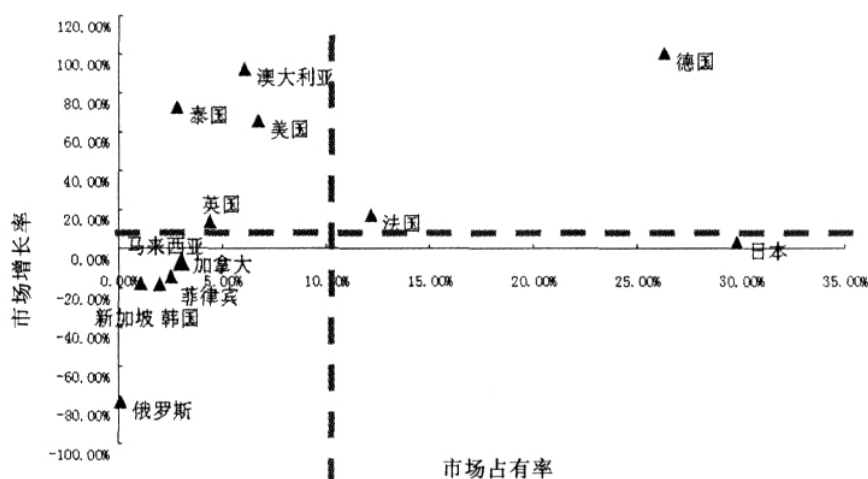 120.00%
100.00%
80.00%
60.00%
40.00%
20.00%
0.00%
-20.00%
-40.00%
-60.00%
-80.00%
-100.00%
市场增长率
德国
澳大利亚
泰国
美国
英国
法国
日本
马来西亚
加拿大
0.00% 5.00% 10.00% 15.00% 20.00% 25.00% 30.00% 35.00%
菲律宾
新加坡 韩国
俄罗斯
市场占有率